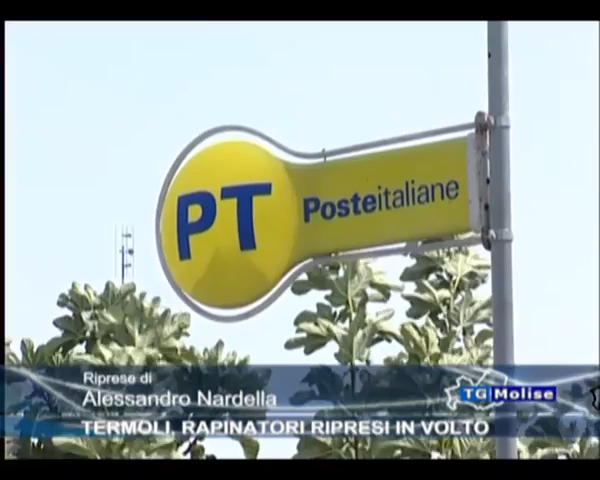 PT Posteitaliane
Riprese di
Alessandro Nardella
TG Molise
TERMOLI, RAPINATORI RIPRESI IN VOLTO